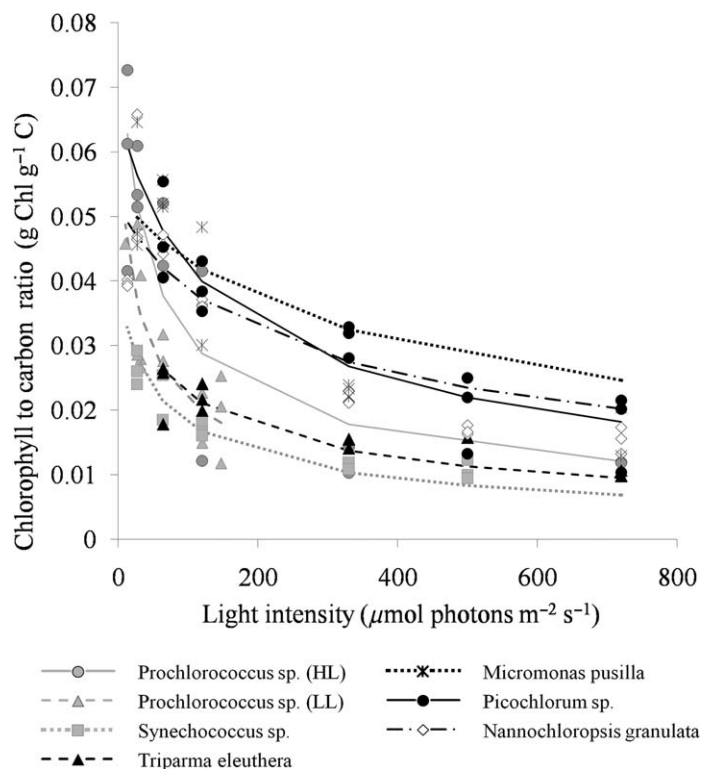 0.08
0.07
0.06
0.05
0.04
0.03
0.02
0.01
0
Chlorophyll to carbon ratio (g Chl g⁻¹ C)
0 200 400 600 800
Light intensity (μmol photons m⁻² s⁻¹)
Prochlorococcus sp. (HL)
Prochlorococcus sp. (LL)
Synechococcus sp.
Triparma eleuthera
Micromonas pusilla
Picochlorum sp.
Nannochloropsis granulata